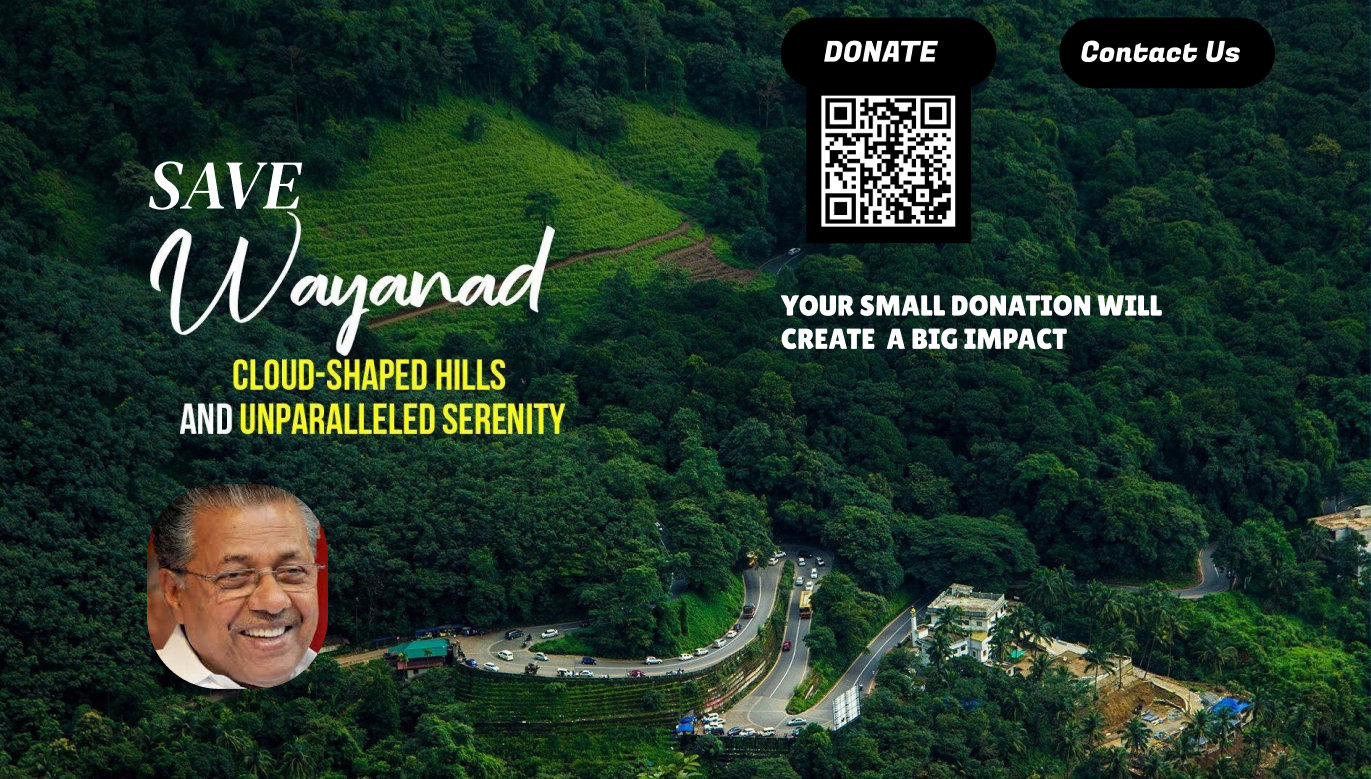 DONATE
Contact Us
SAVE
Wayanad
CLOUD-SHAPED HILLS
AND UNPARALLELED SERENITY
YOUR SMALL DONATION WILL
CREATE A BIG IMPACT